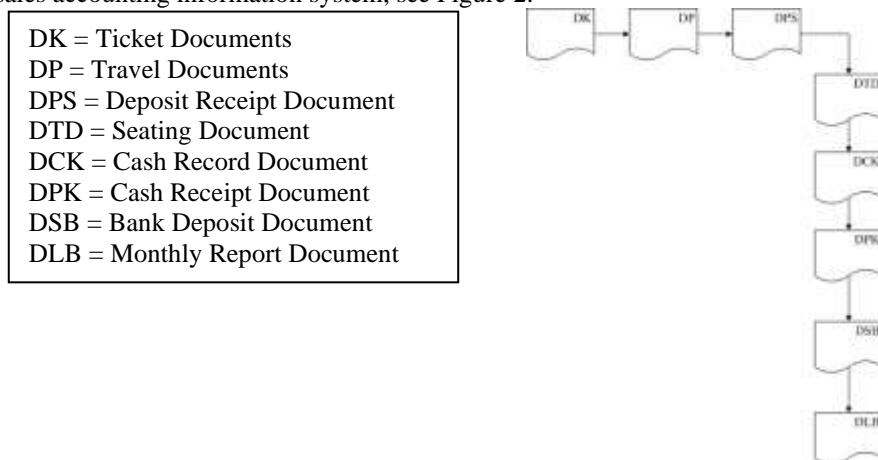 sales accounting information system, see Figure 2.
DK = Ticket Documents
DP = Travel Documents
DPS = Deposit Receipt Document
DTD = Seating Document
DCK = Cash Record Document
DPK = Cash Receipt Document
DSB = Bank Deposit Document
DLB = Monthly Report Document
DK
DP
DPS
DTD
DCK
DPK
DSB
DLB